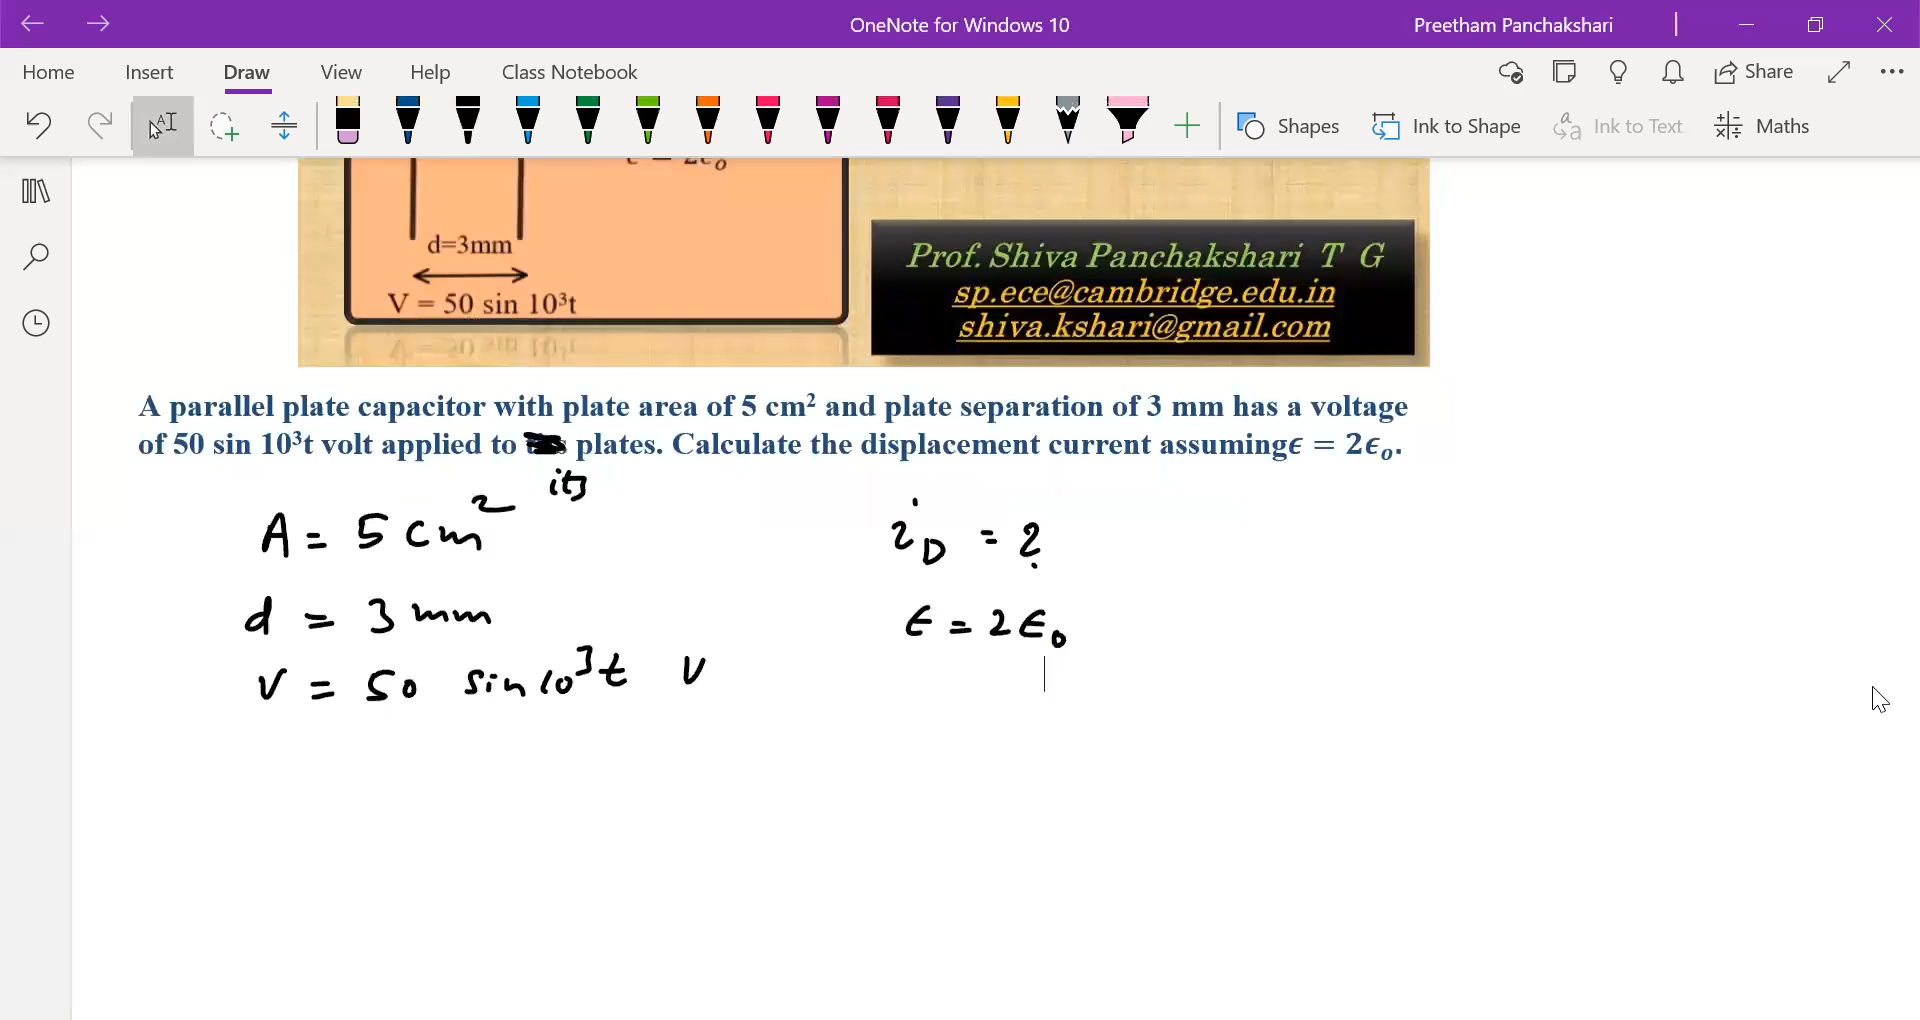 OneNote for Windows 10
Preetham Panchakshari
Home Insert Draw View Help Class Notebook
Share
Shapes Ink to Shape Ink to Text Maths
ϵ = 2ϵₒ
d=3mm
V = 50 sin 10³t
Prof. Shiva Panchakshari T G
sp.ece@cambridge.edu.in
shiva.kshari@gmail.com
A parallel plate capacitor with plate area of 5 cm² and plate separation of 3 mm has a voltage
of 50 sin 10³t volt applied to plates. Calculate the displacement current assumingϵ = 2ϵₒ.
its
A = 5 cm²
d = 3 mm
V = 50 sin 10³t V
i_D = ?
ϵ = 2ϵ₀